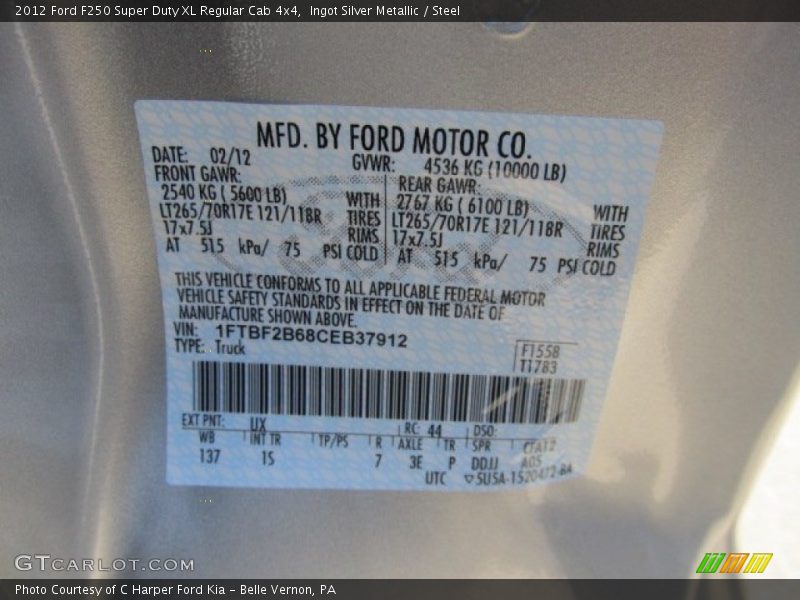 2012 Ford F250 Super Duty XL Regular Cab 4x4,  Ingot Silver Metallic / Steel
MFD. BY FORD MOTOR CO.
DATE: 02/12 GVWR: 4536 KG (10000 LB)
FRONT GAWR: REAR GAWR:
2540 KG ( 5600 LB) WITH 2767 KG ( 6100 LB) WITH
LT265/70R17E 121/118R TIRES LT265/70R17E 121/118R TIRES
17x7.5J RIMS 17x7.5J RIMS
AT 515 kPa/ 75 PSI COLD AT 515 kPa/ 75 PSI COLD
THIS VEHICLE CONFORMS TO ALL APPLICABLE FEDERAL MOTOR
VEHICLE SAFETY STANDARDS IN EFFECT ON THE DATE OF
MANUFACTURE SHOWN ABOVE.
VIN: 1FTBF2B68CEB37912
TYPE: Truck
F1558
T1783
EXT PNT: UX RC: 44 DSO:
WB INT TR TP/PS R AXLE TR SPR CFA12
137 15 7 3E P DDJJ A05
UTC ▽5U5A-1520472-BA
GTCARLOT.COM
Photo Courtesy of C Harper Ford Kia – Belle Vernon, PA